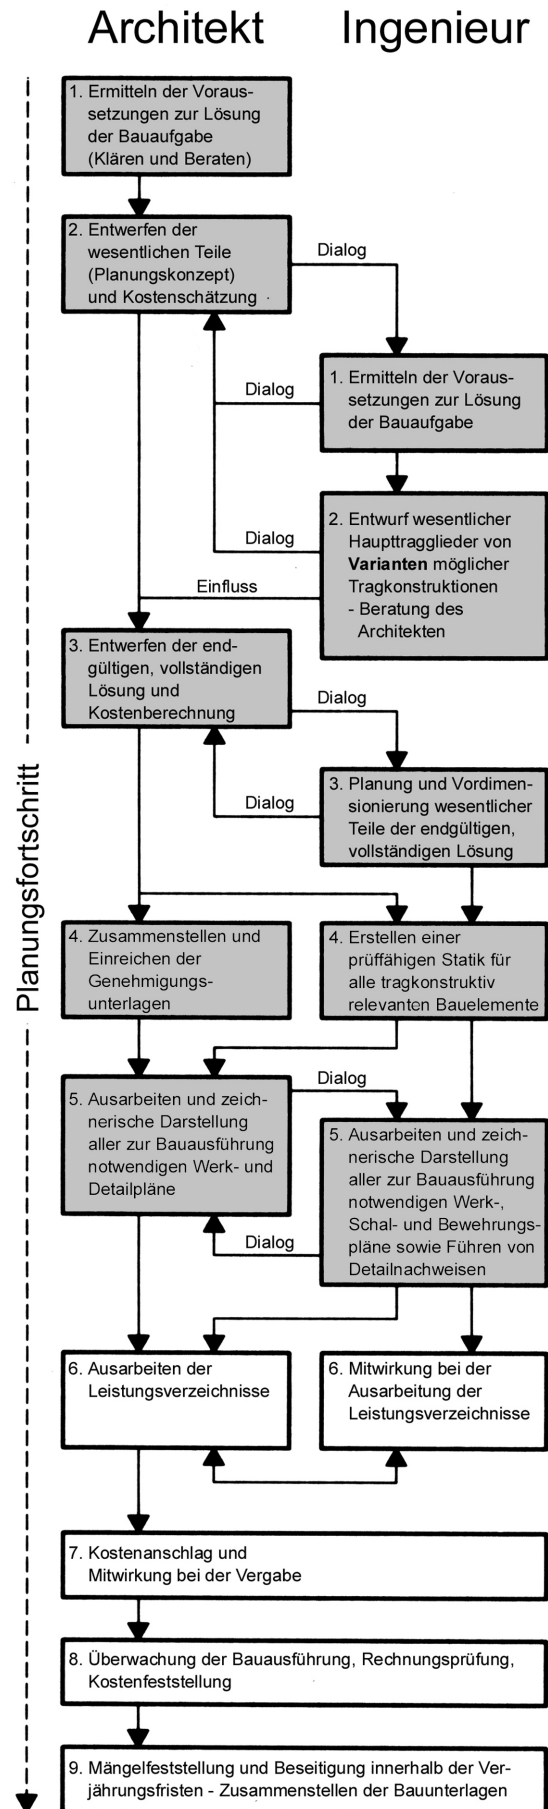 Architekt
Ingenieur
1. Ermitteln der Voraus-
setzungen zur Lösung
der Bauaufgabe
(Klären und Beraten)
2. Entwerfen der
wesentlichen Teile
(Planungskonzept)
und Kostenschätzung
Dialog
1. Ermitteln der Voraus-
setzungen zur Lösung
der Bauaufgabe
Dialog
2. Entwurf wesentlicher
Haupttragglieder von
Varianten möglicher
Tragkonstruktionen
- Beratung des
Architekten
Dialog
Einfluss
3. Entwerfen der end-
gültigen, vollständigen
Lösung und
Kostenberechnung
Dialog
3. Planung und Vordimen-
sionierung wesentlicher
Teile der endgültigen,
vollständigen Lösung
Dialog
Planungsfortschritt
4. Zusammenstellen und
Einreichen der
Genehmigungs-
unterlagen
4. Erstellen einer
prüffähigen Statik für
alle tragkonstruktiv
relevanten Bauelemente
5. Ausarbeiten und zeich-
nerische Darstellung
aller zur Bauausführung
notwendigen Werk- und
Detailpläne
Dialog
5. Ausarbeiten und zeich-
nerische Darstellung
aller zur Bauausführung
notwendigen Werk-,
Schal- und Bewehrungs-
pläne sowie Führen von
Detailnachweisen
Dialog
6. Ausarbeiten der
Leistungsverzeichnisse
6. Mitwirkung bei der
Ausarbeitung der
Leistungsverzeichnisse
7. Kostenanschlag und
Mitwirkung bei der Vergabe
8. Überwachung der Bauausführung, Rechnungsprüfung,
Kostenfeststellung
9. Mängelfeststellung und Beseitigung innerhalb der Ver-
jährungsfristen - Zusammenstellen der Bauunterlagen